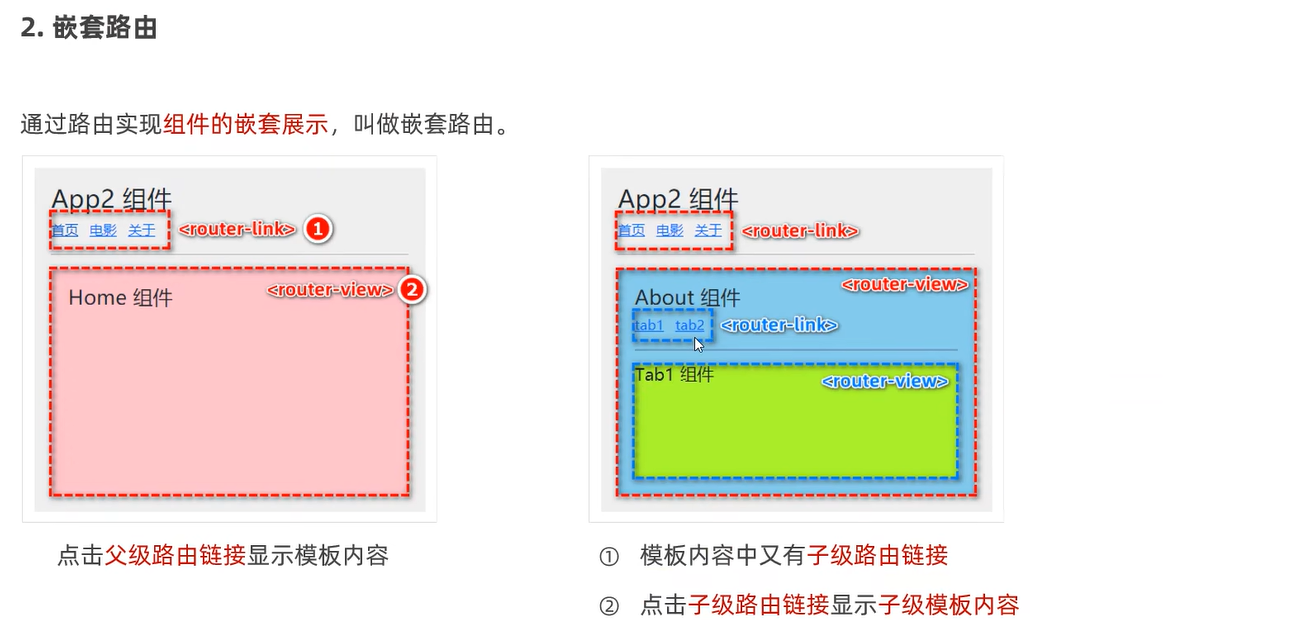 2. 嵌套路由
通过路由实现组件的嵌套展示，叫做嵌套路由。
App2 组件
首页 电影 关于 <router-link> 1
<router-view> 2
Home 组件
点击父级路由链接显示模板内容
App2 组件
首页 电影 关于 <router-link>
<router-view>
About 组件
tab1 tab2 <router-link>
Tab1 组件 <router-view>
① 模板内容中又有子级路由链接
② 点击子级路由链接显示子级模板内容